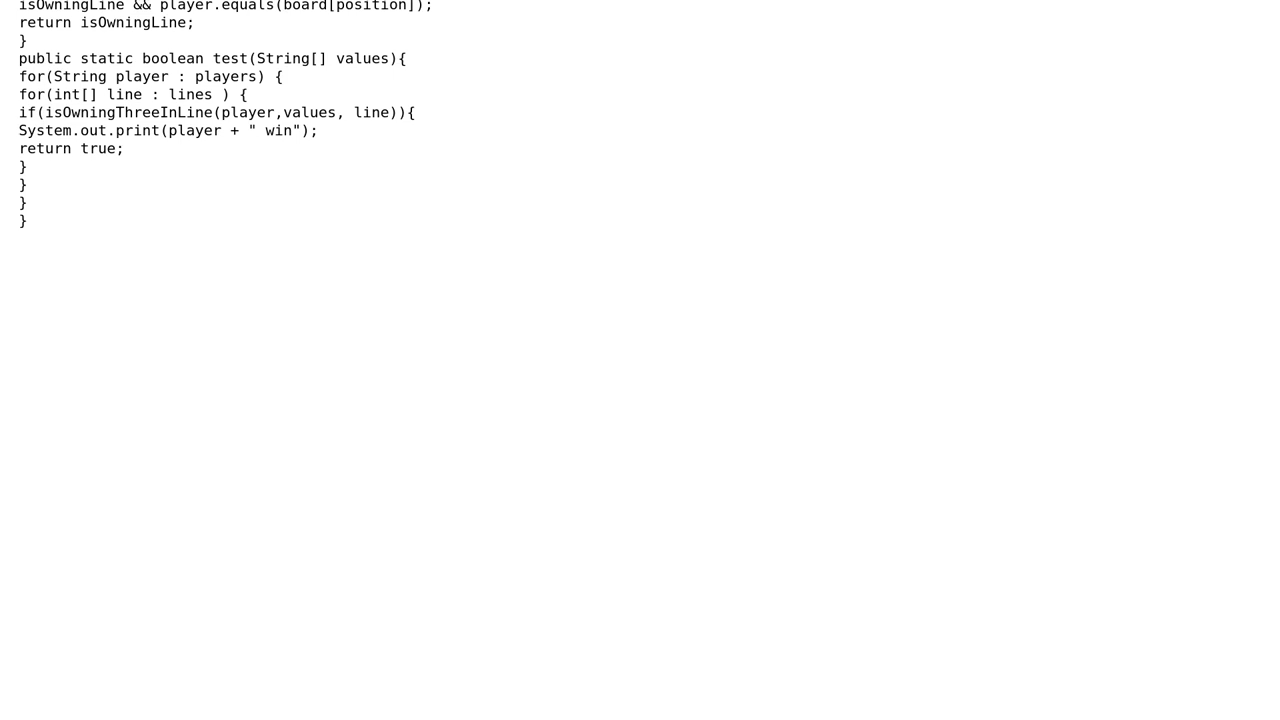 isOwningLine && player.equals(board[position]);
return isOwningLine;
}
public static boolean test(String[] values){
for(String player : players) {
for(int[] line : lines ) {
if(isOwningThreeInLine(player,values, line)){
System.out.print(player + " win");
return true;
}
}
}
}